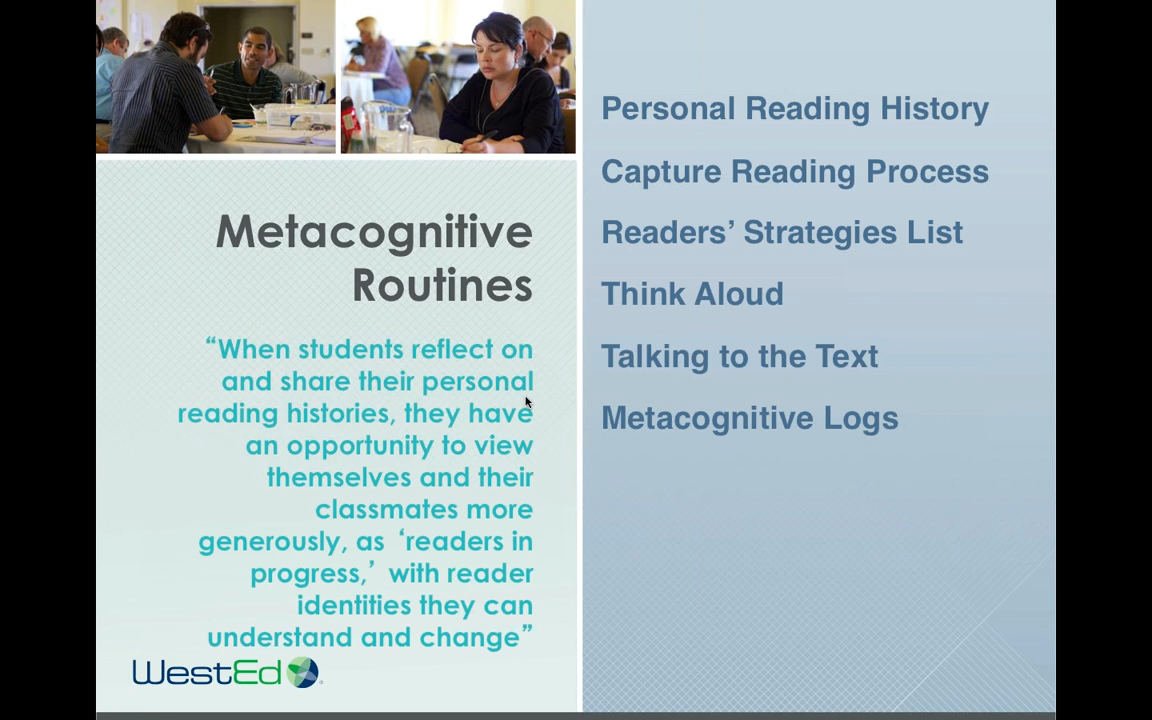 Metacognitive
Routines
“When students reflect on
and share their personal
reading histories, they have
an opportunity to view
themselves and their
classmates more
generously, as ‘readers in
progress,’ with reader
identities they can
understand and change”
WestEd
Personal Reading History
Capture Reading Process
Readers’ Strategies List
Think Aloud
Talking to the Text
Metacognitive Logs